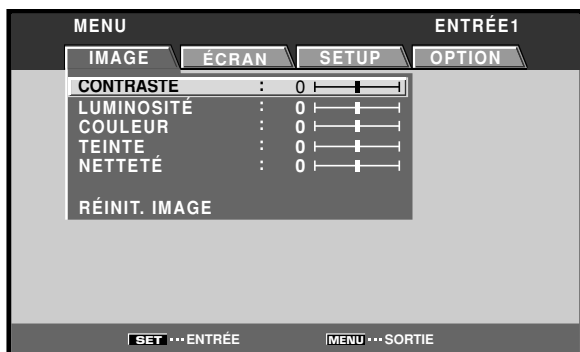 MENU ENTRÉE1
IMAGE ÉCRAN SETUP OPTION
CONTRASTE : 0
LUMINOSITÉ : 0
COULEUR : 0
TEINTE : 0
NETTETÉ : 0
RÉINIT. IMAGE
SET ··· ENTRÉE MENU ··· SORTIE